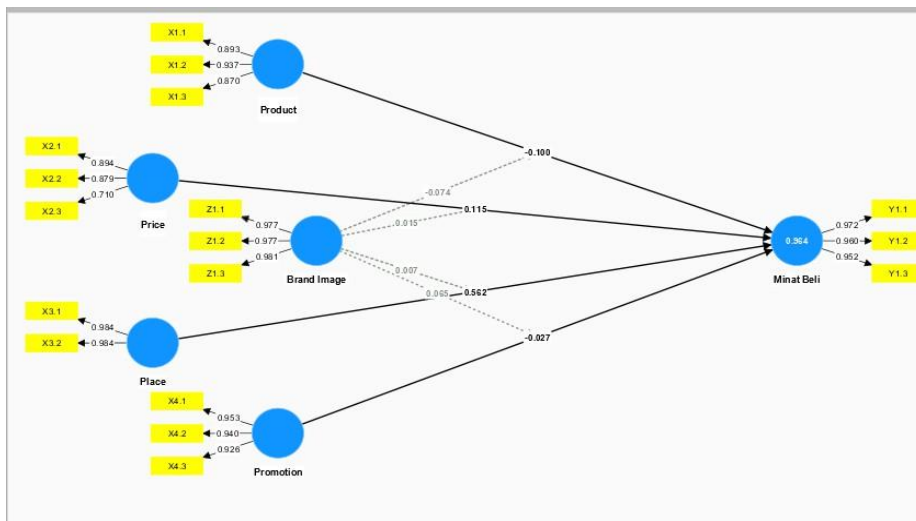 X1.1
0.893
X1.2
0.937
X1.3
0.870
Product
X2.1
0.894
X2.2
0.879
X2.3
0.710
Price
Z1.1
0.977
Z1.2
0.977
Z1.3
0.981
Brand Image
X3.1
0.984
X3.2
0.984
Place
X4.1
0.953
X4.2
0.940
X4.3
0.926
Promotion
-0.100
-0.074
0.115
0.015
0.007
0.065
0.562
-0.027
0.964
Minat Beli
0.972
Y1.1
0.960
Y1.2
0.952
Y1.3